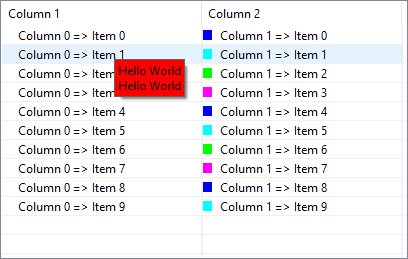 Column 1 Column 2
Column 0 => Item 0 Column 1 => Item 0
Column 0 => Item 1 Column 1 => Item 1
Column 0 => Item Column 1 => Item 2
Hello World
Column 0 => Item Column 1 => Item 3
Hello World
Column 0 => Item 4 Column 1 => Item 4
Column 0 => Item 5 Column 1 => Item 5
Column 0 => Item 6 Column 1 => Item 6
Column 0 => Item 7 Column 1 => Item 7
Column 0 => Item 8 Column 1 => Item 8
Column 0 => Item 9 Column 1 => Item 9